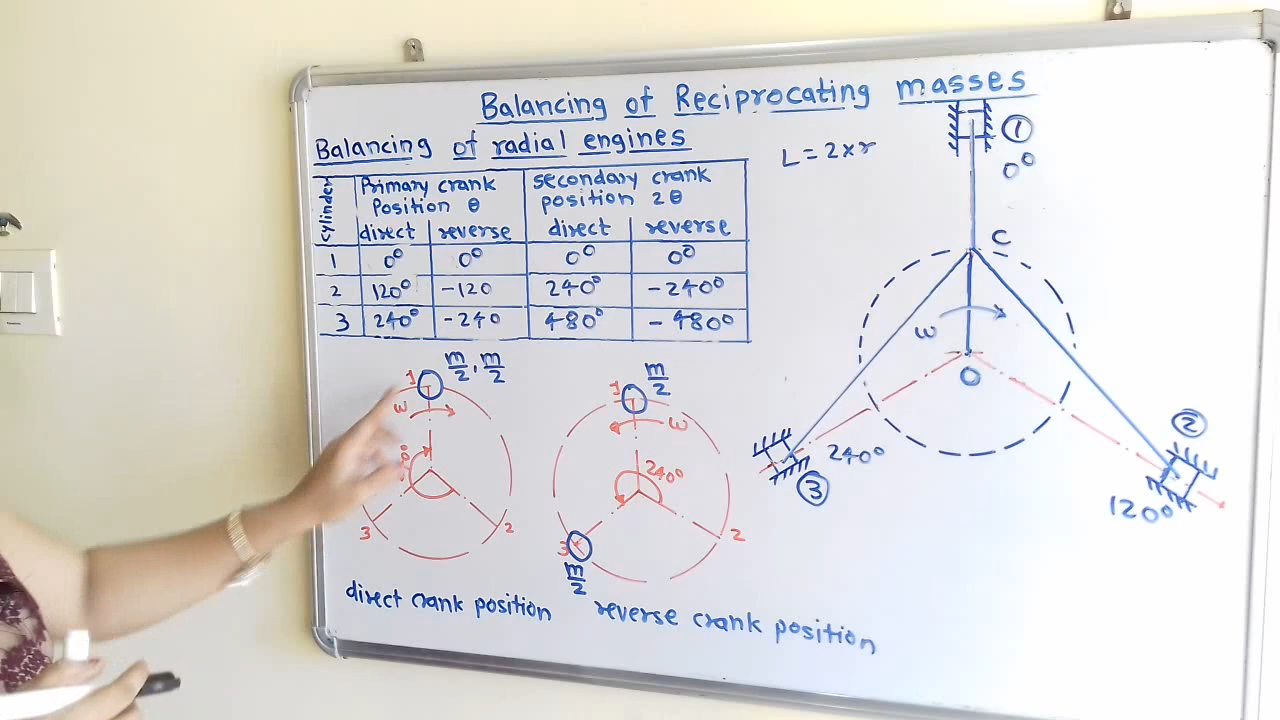 Balancing of Reciprocating masses
Balancing of radial engines
L = 2 × r
cylinder
Primary crank
Position θ
secondary crank
position 2θ
direct reverse direct reverse
1 0° 0° 0° 0°
2 120° -120 240° -240°
3 240° -240 480° -480°
1 m/2, m/2
ω
3 2
direct crank position
1 m/2
ω
240°
3 2
m/2
reverse crank position
1
0°
C
ω
O
3 240°
2
120°